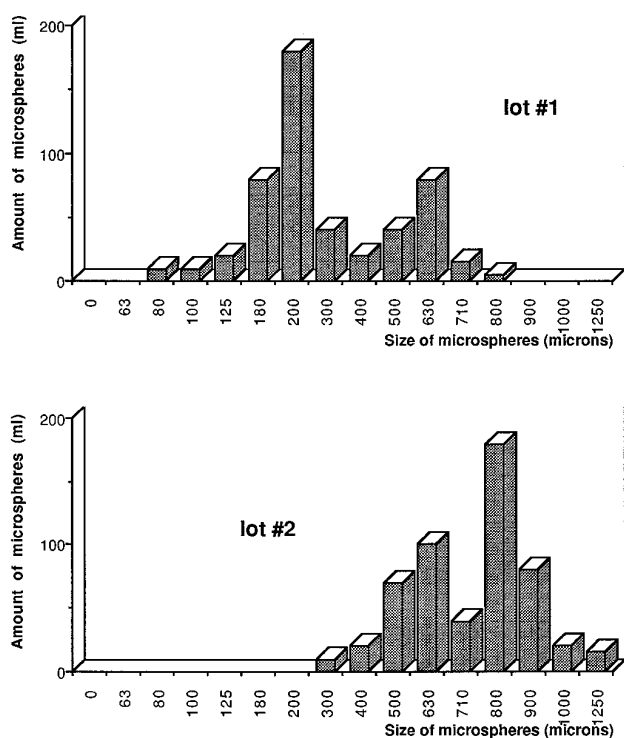 Amount of microspheres (ml)
200
100
0
lot #1
0 63 80 100 125 180 200 300 400 500 630 710 800 900 1000 1250
Size of microspheres (microns)
Amount of microspheres (ml)
200
100
0
lot #2
0 63 80 100 125 180 200 300 400 500 630 710 800 900 1000 1250
Size of microspheres (microns)